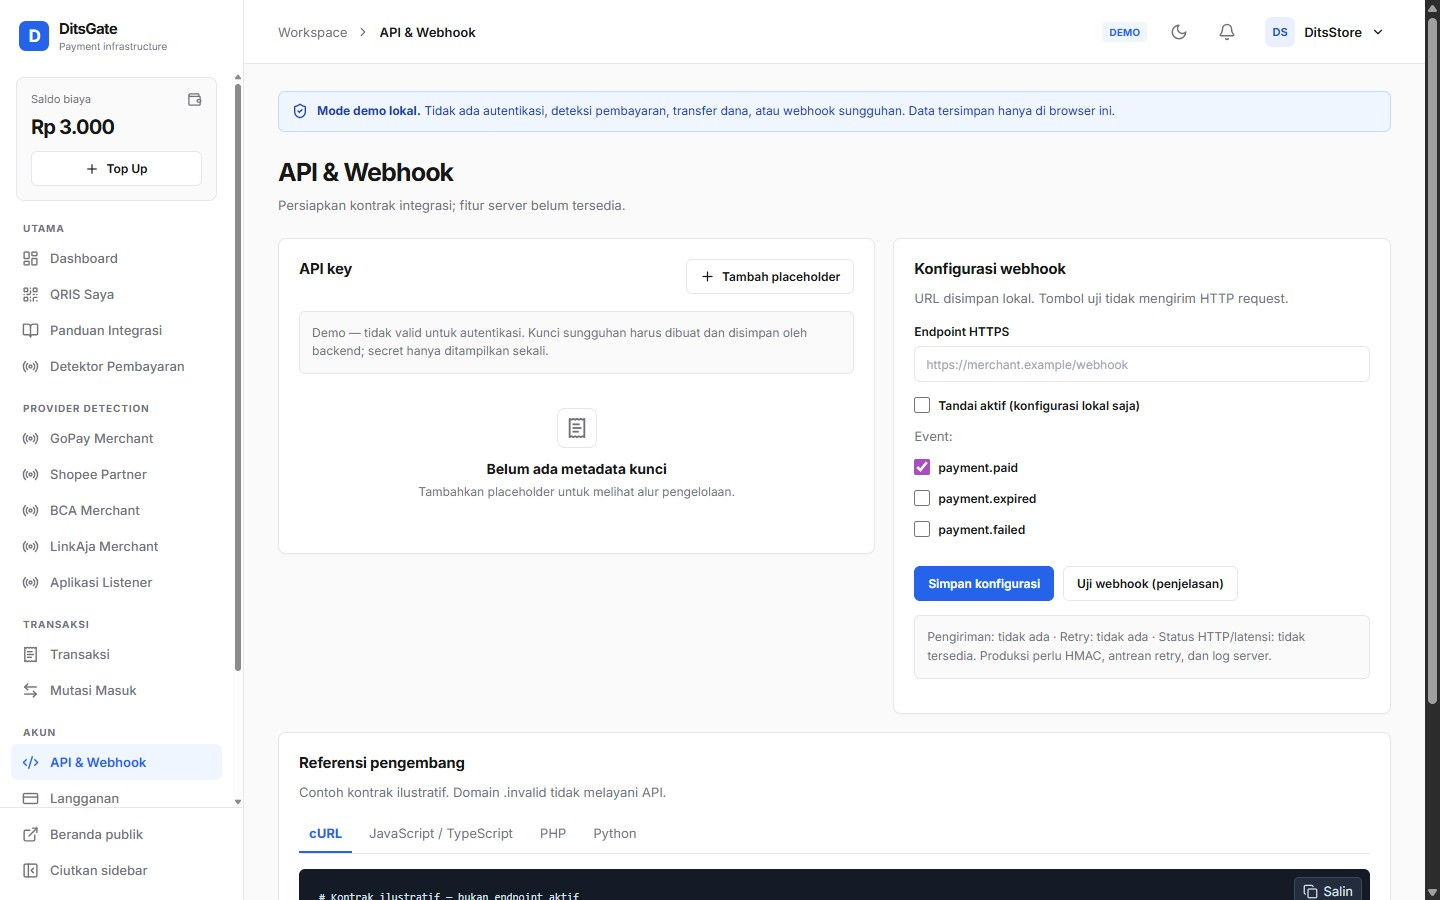 D
DitsGate
Payment infrastructure
Saldo biaya
Rp 3.000
Top Up
UTAMA
Dashboard
QRIS Saya
Panduan Integrasi
Detektor Pembayaran
PROVIDER DETECTION
GoPay Merchant
Shopee Partner
BCA Merchant
LinkAja Merchant
Aplikasi Listener
TRANSAKSI
Transaksi
Mutasi Masuk
AKUN
API & Webhook
Langganan
Beranda publik
Ciutkan sidebar
Workspace > API & Webhook
DEMO
DS
DitsStore
Mode demo lokal. Tidak ada autentikasi, deteksi pembayaran, transfer dana, atau webhook sungguhan. Data tersimpan hanya di browser ini.
API & Webhook
Persiapkan kontrak integrasi; fitur server belum tersedia.
API key
Tambah placeholder
Demo — tidak valid untuk autentikasi. Kunci sungguhan harus dibuat dan disimpan oleh
backend; secret hanya ditampilkan sekali.
Belum ada metadata kunci
Tambahkan placeholder untuk melihat alur pengelolaan.
Konfigurasi webhook
URL disimpan lokal. Tombol uji tidak mengirim HTTP request.
Endpoint HTTPS
https://merchant.example/webhook
Tandai aktif (konfigurasi lokal saja)
Event:
payment.paid
payment.expired
payment.failed
Simpan konfigurasi
Uji webhook (penjelasan)
Pengiriman: tidak ada · Retry: tidak ada · Status HTTP/latensi: tidak
tersedia. Produksi perlu HMAC, antrean retry, dan log server.
Referensi pengembang
Contoh kontrak ilustratif. Domain .invalid tidak melayani API.
cURL
JavaScript / TypeScript
PHP
Python
# Kontrak ilustratif — bukan endpoint aktif
Salin